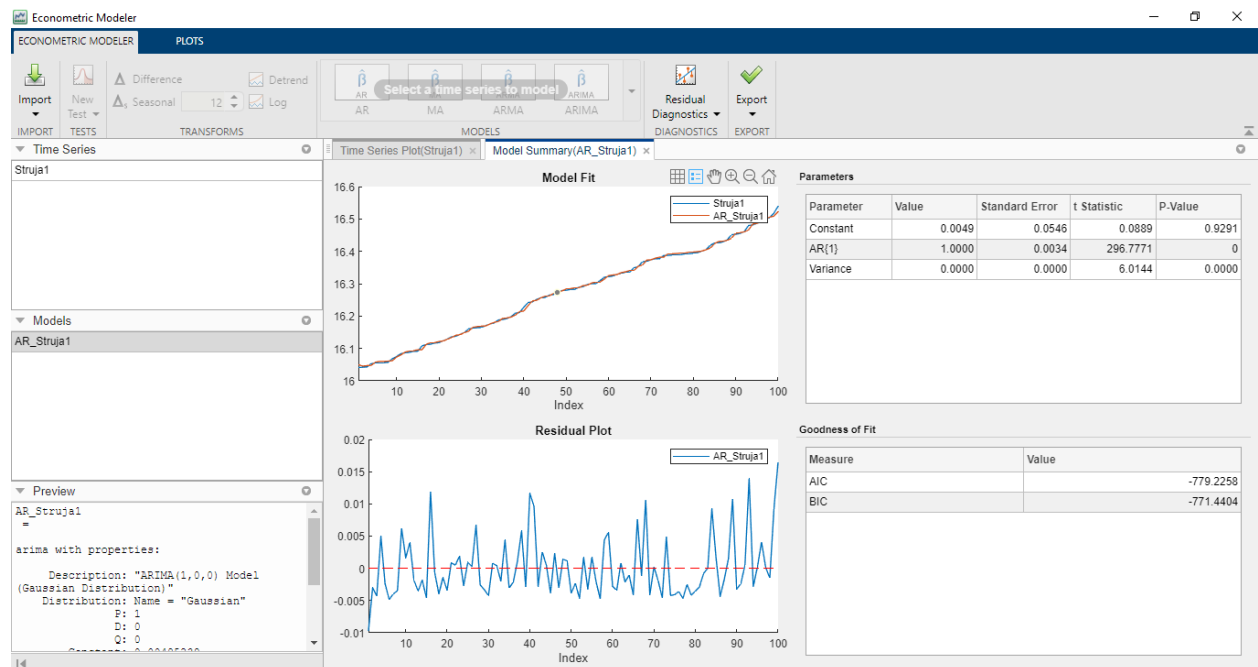 Econometric Modeler
ECONOMETRIC MODELER PLOTS
Import
New Test
Δ Difference
Δs Seasonal 12
Detrend
Log
β̂ AR
β̂
β̂
β̂ ARIMA
Select a time series to model
AR MA ARMA ARIMA
Residual Diagnostics
Export
IMPORT TESTS TRANSFORMS MODELS DIAGNOSTICS EXPORT
Time Series
Struja1
Models
AR_Struja1
Preview
AR_Struja1
=
arima with properties:
Description: "ARIMA(1,0,0) Model
(Gaussian Distribution)"
Distribution: Name = "Gaussian"
P: 1
D: 0
Q: 0
Time Series Plot(Struja1) × Model Summary(AR_Struja1) ×
Model Fit
Struja1
AR_Struja1
16.6
16.5
16.4
16.3
16.2
16.1
16
10 20 30 40 50 60 70 80 90 100
Index
Residual Plot
AR_Struja1
0.02
0.015
0.01
0.005
0
-0.005
-0.01
10 20 30 40 50 60 70 80 90 100
Index
Parameters
Parameter Value Standard Error t Statistic P-Value
Constant 0.0049 0.0546 0.0889 0.9291
AR{1} 1.0000 0.0034 296.7771 0
Variance 0.0000 0.0000 6.0144 0.0000
Goodness of Fit
Measure Value
AIC -779.2258
BIC -771.4404